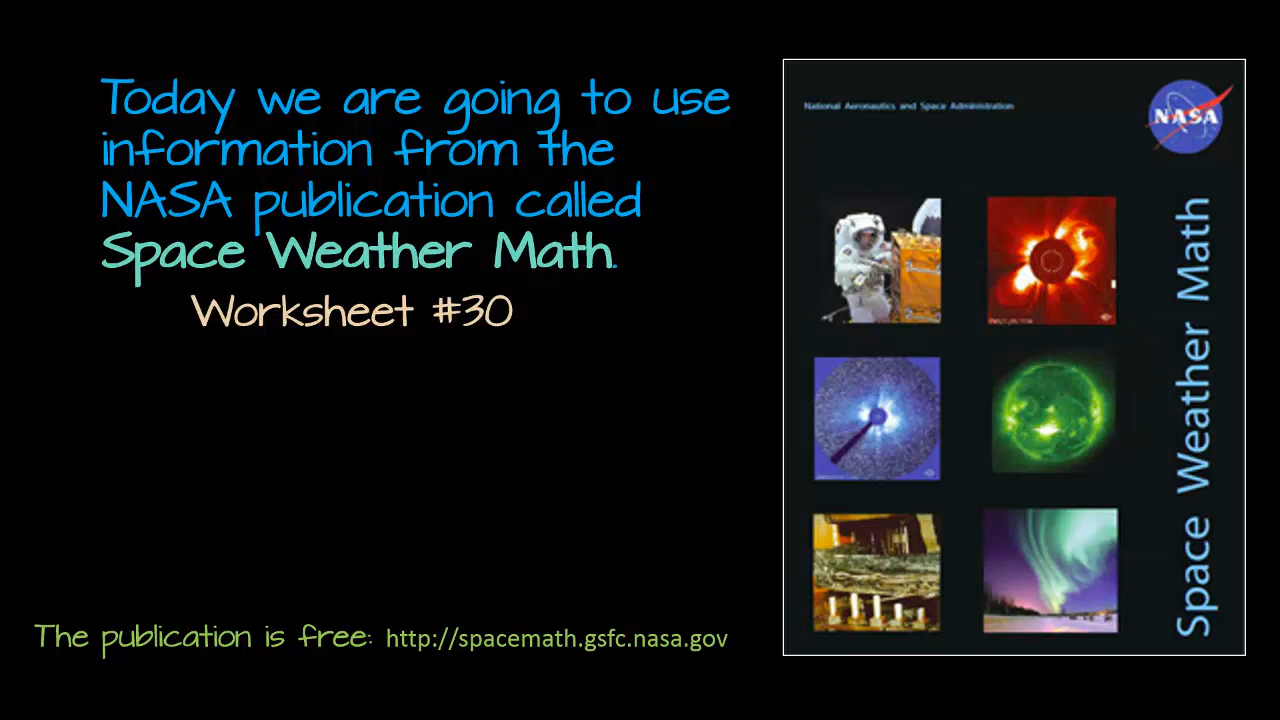 Today we are going to use
information from the
NASA publication called
Space Weather Math.
Worksheet #30
The publication is free: http://spacemath.gsfc.nasa.gov
National Aeronautics and Space Administration
NASA
Space Weather Math